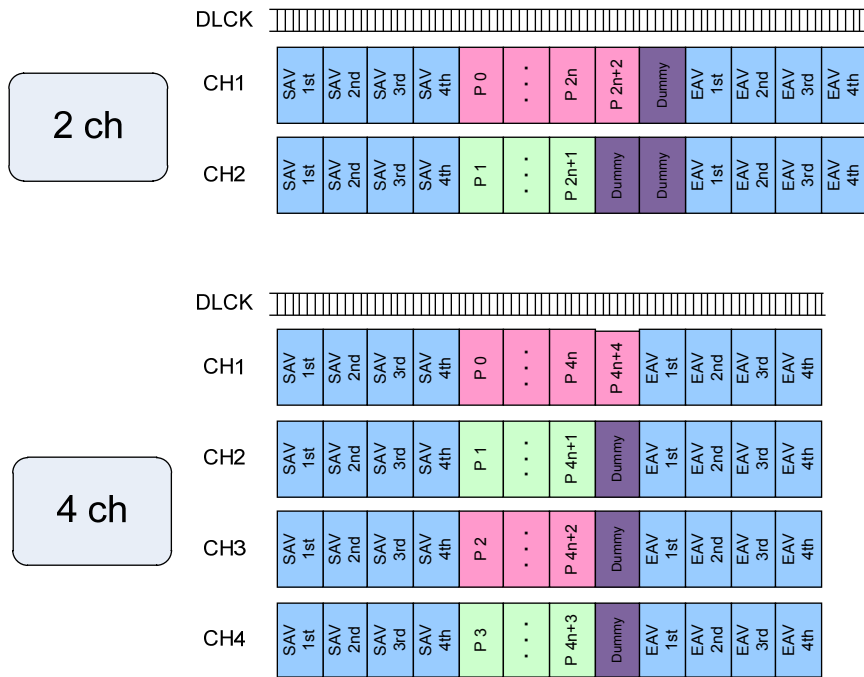 DLCK
2 ch
CH1
SAV 1st
SAV 2nd
SAV 3rd
SAV 4th
P 0
. . .
P 2n
P 2n+2
Dummy
EAV 1st
EAV 2nd
EAV 3rd
EAV 4th
CH2
SAV 1st
SAV 2nd
SAV 3rd
SAV 4th
P 1
. . .
P 2n+1
Dummy
Dummy
EAV 1st
EAV 2nd
EAV 3rd
EAV 4th
DLCK
4 ch
CH1
SAV 1st
SAV 2nd
SAV 3rd
SAV 4th
P 0
. . .
P 4n
P 4n+4
EAV 1st
EAV 2nd
EAV 3rd
EAV 4th
CH2
SAV 1st
SAV 2nd
SAV 3rd
SAV 4th
P 1
. . .
P 4n+1
Dummy
EAV 1st
EAV 2nd
EAV 3rd
EAV 4th
CH3
SAV 1st
SAV 2nd
SAV 3rd
SAV 4th
P 2
. . .
P 4n+2
Dummy
EAV 1st
EAV 2nd
EAV 3rd
EAV 4th
CH4
SAV 1st
SAV 2nd
SAV 3rd
SAV 4th
P 3
. . .
P 4n+3
Dummy
EAV 1st
EAV 2nd
EAV 3rd
EAV 4th